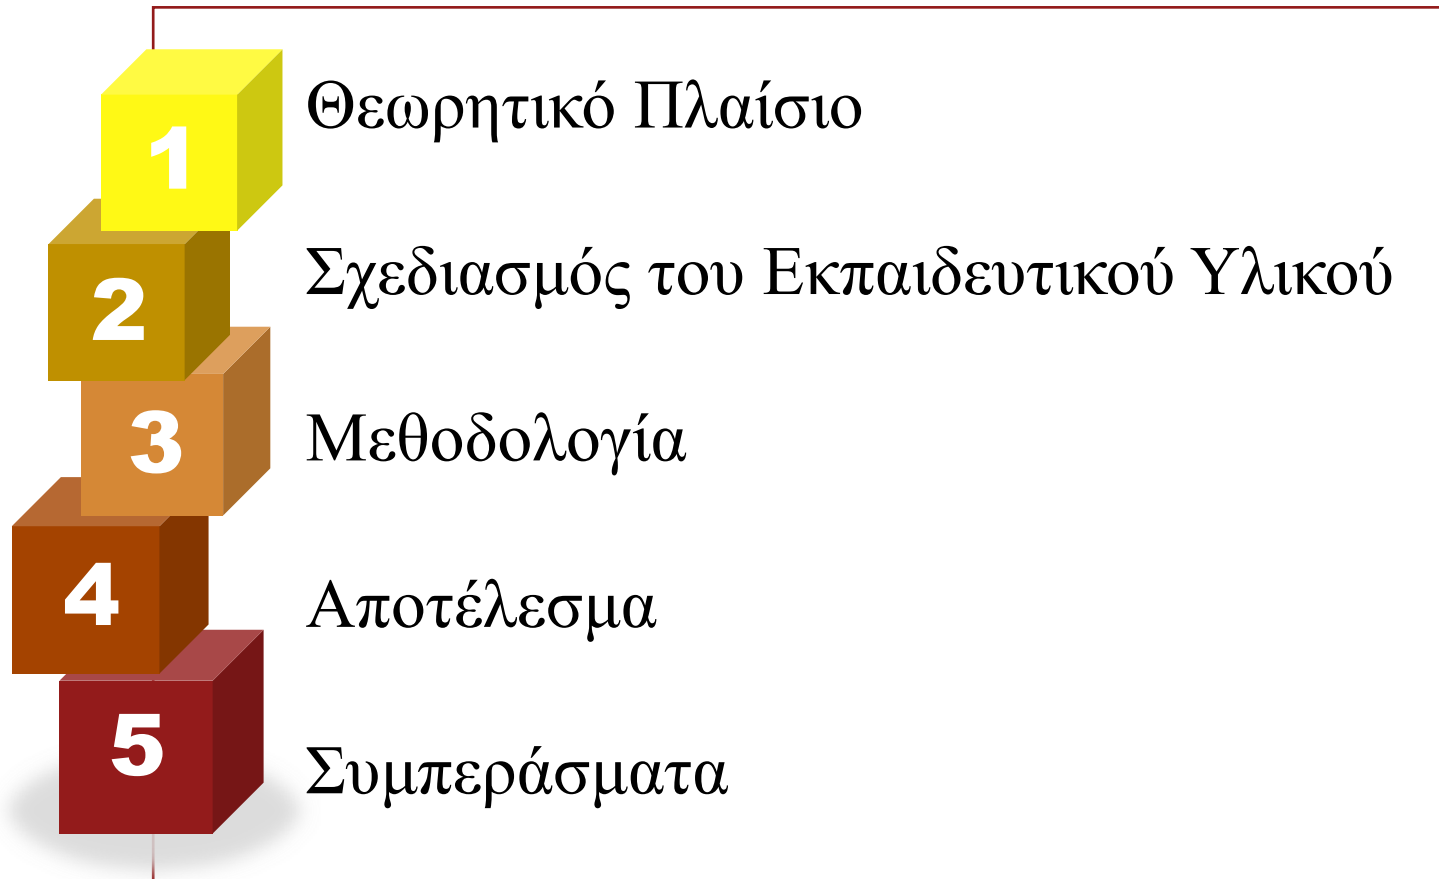 1 Θεωρητικό Πλαίσιο
2 Σχεδιασμός του Εκπαιδευτικού Υλικού
3 Μεθοδολογία
4 Αποτέλεσμα
5 Συμπεράσματα